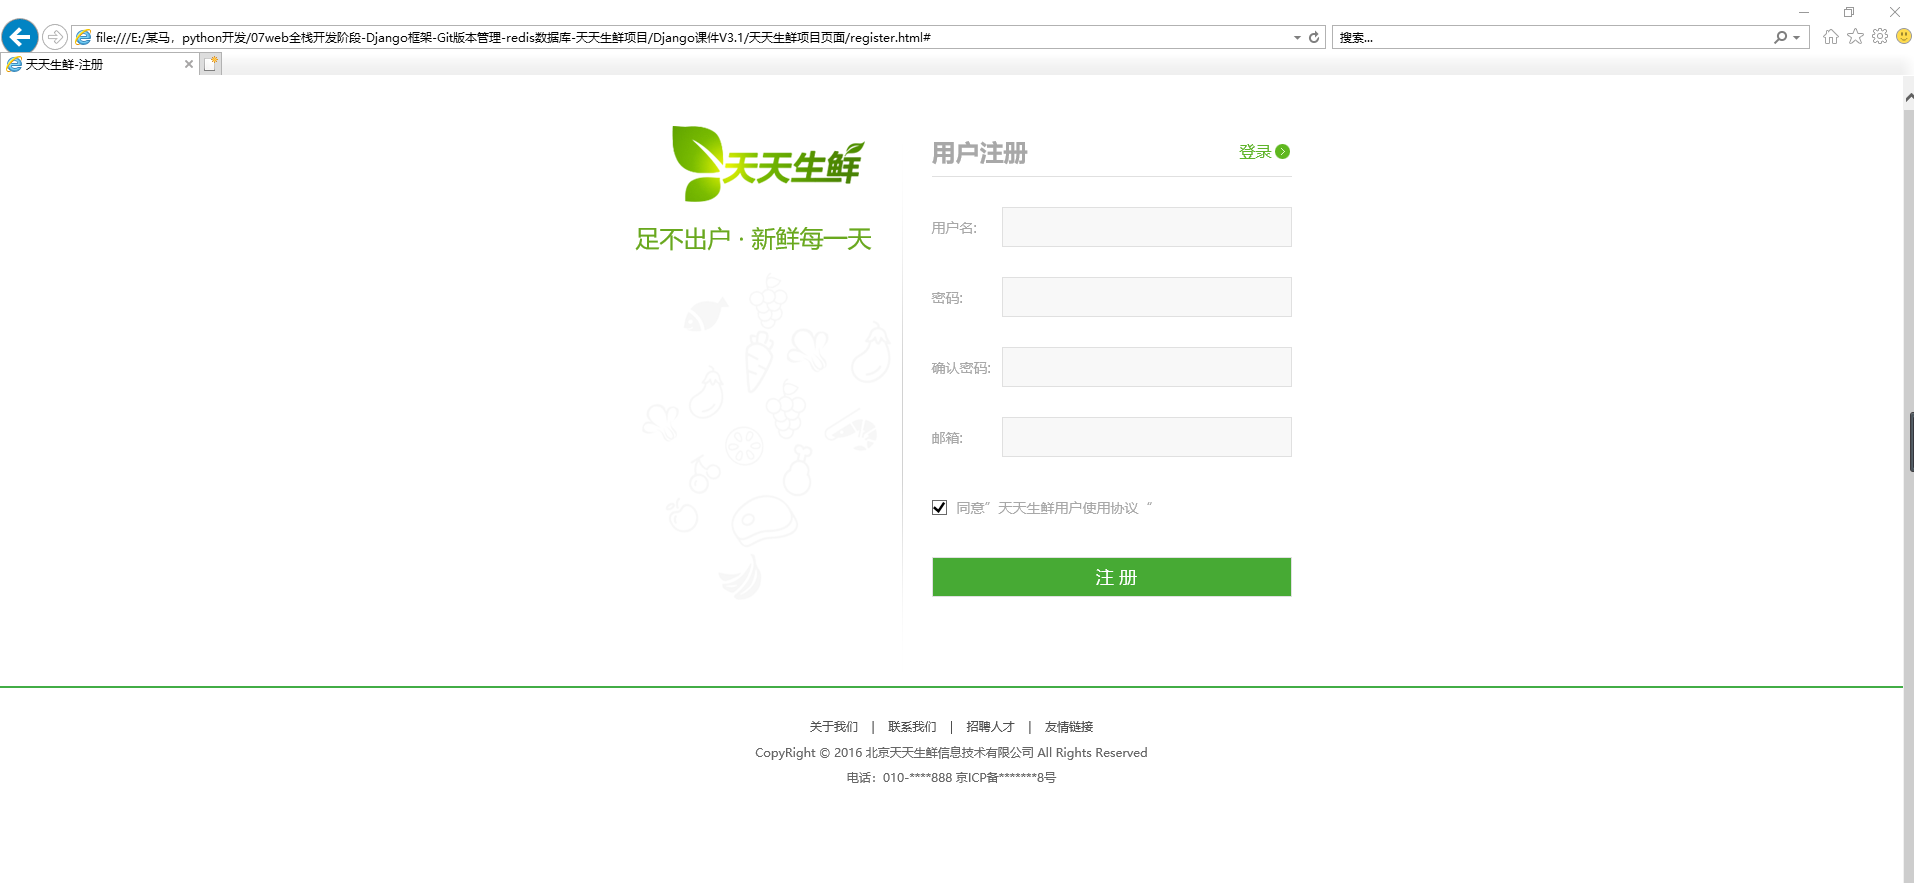 file:///E:/某马，python开发/07web全栈开发阶段-Django框架-Git版本管理-redis数据库-天天生鲜项目/Django课件V3.1/天天生鲜项目页面/register.html#
搜索...
天天生鲜-注册
天天生鲜
足不出户 · 新鲜每一天
用户注册
登录
用户名:
密码:
确认密码:
邮箱:
同意”天天生鲜用户使用协议“
注 册
关于我们 | 联系我们 | 招聘人才 | 友情链接
CopyRight © 2016 北京天天生鲜信息技术有限公司 All Rights Reserved
电话：010-****888 京ICP备*******8号